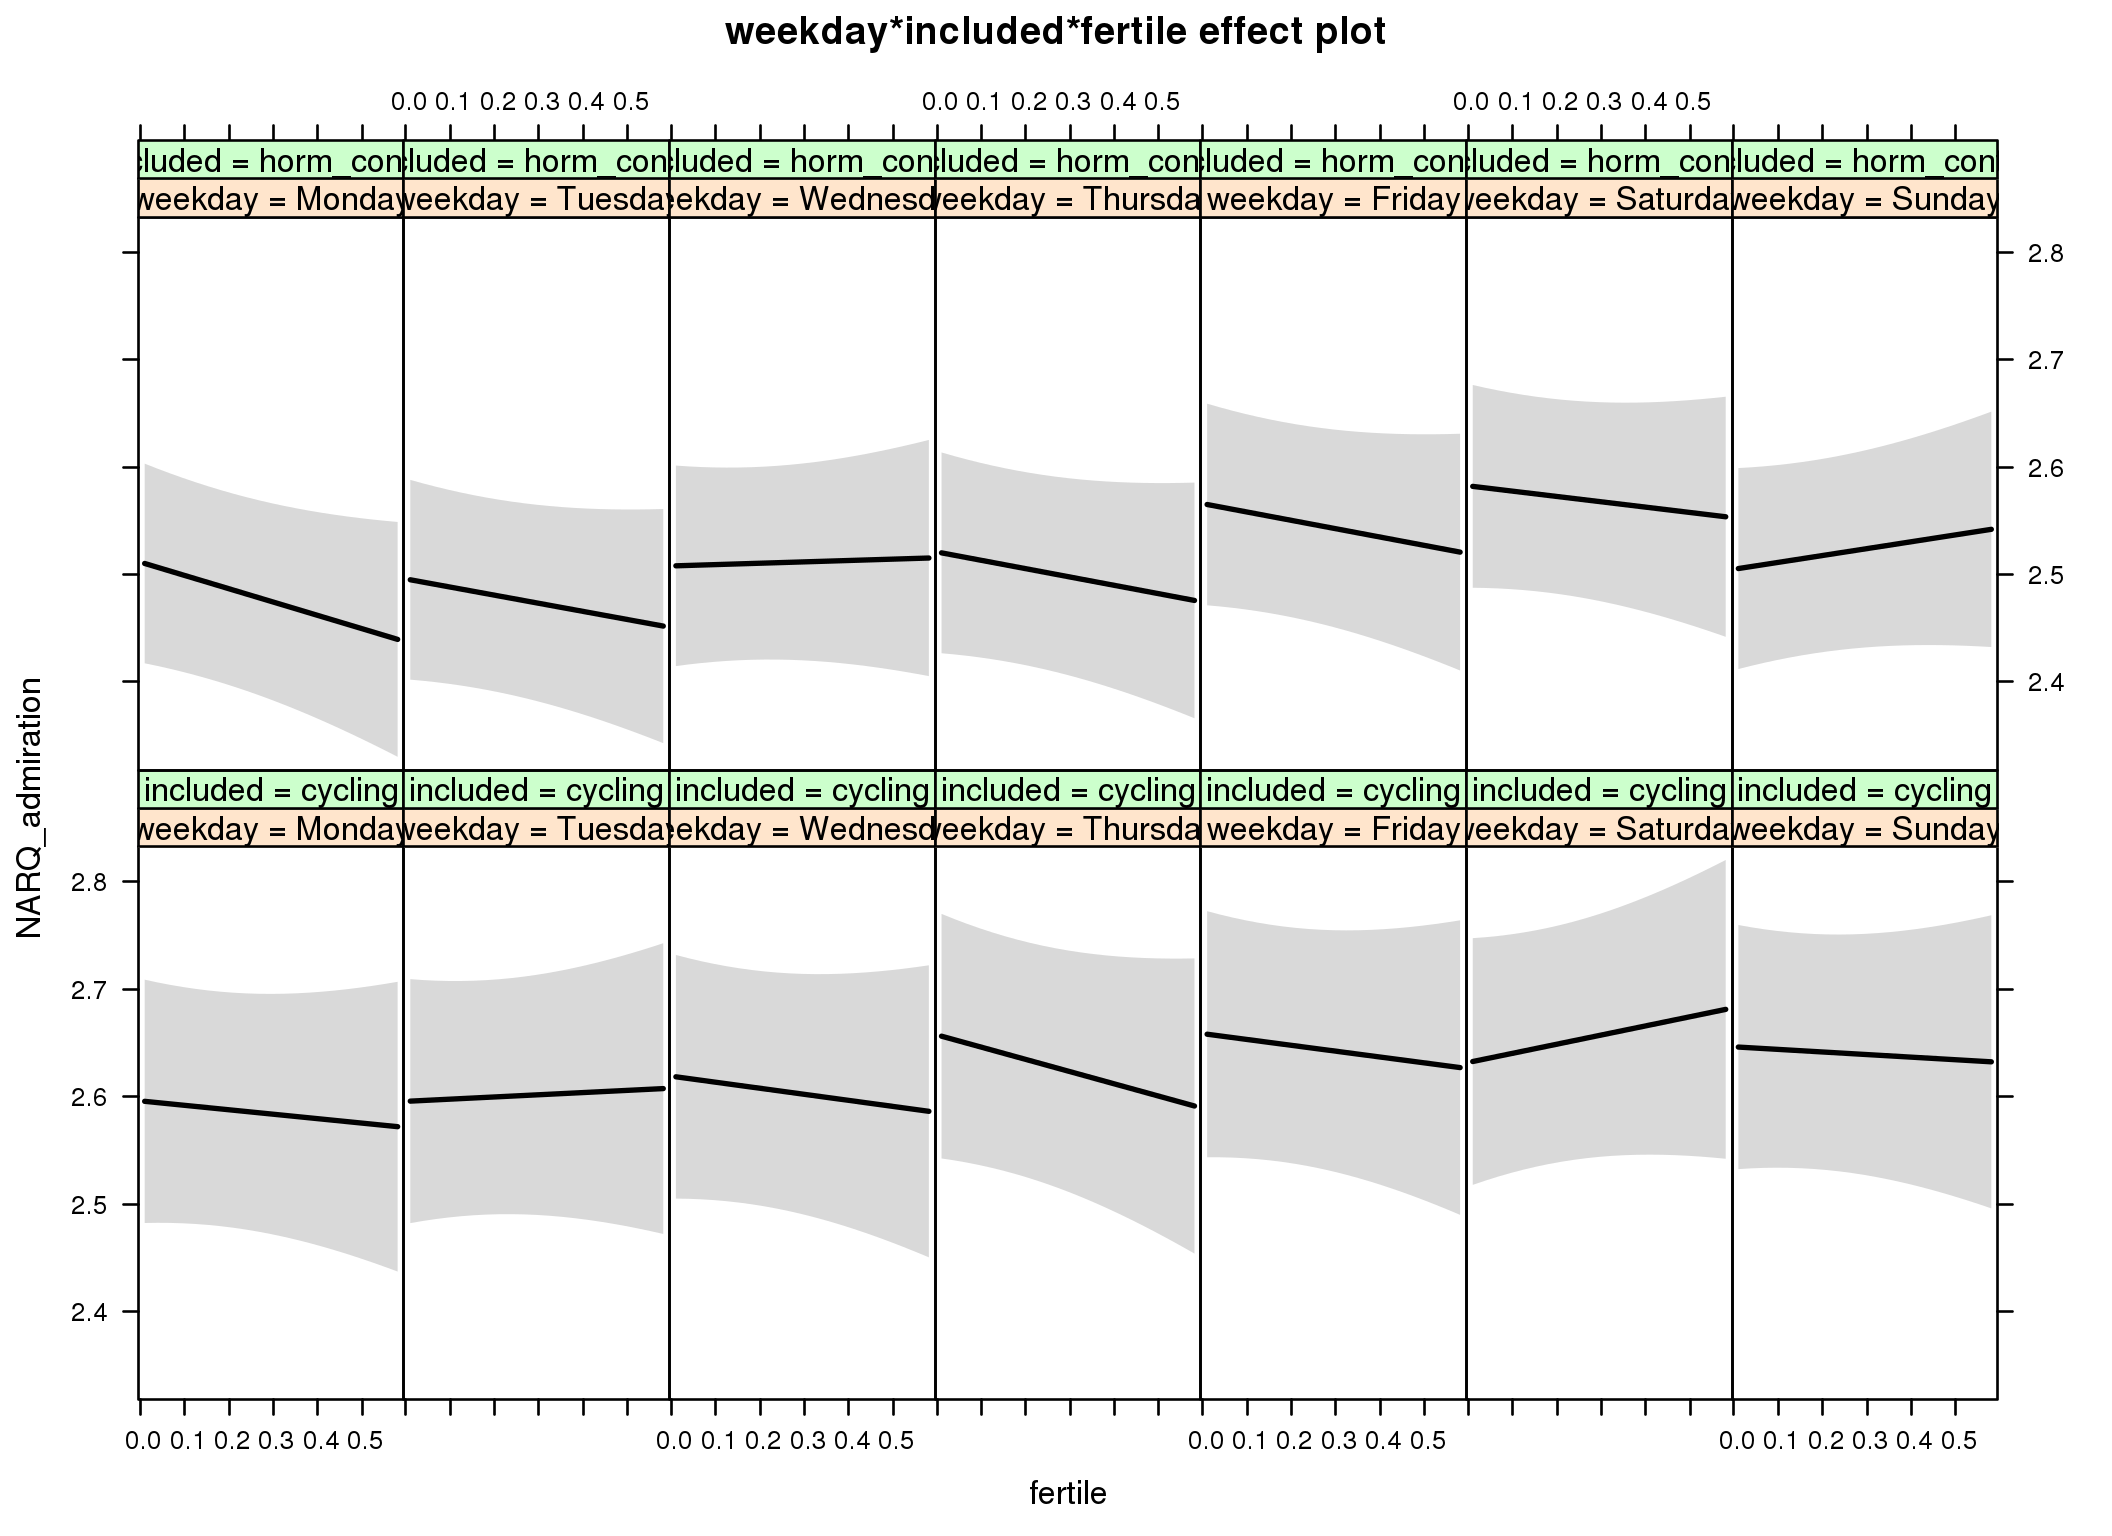 weekday*included*fertile effect plot
0.0 0.1 0.2 0.3 0.4 0.5 0.0 0.1 0.2 0.3 0.4 0.5 0.0 0.1 0.2 0.3 0.4 0.5
cluded = horm_con cluded = horm_con cluded = horm_con cluded = horm_con cluded = horm_con cluded = horm_con cluded = horm_con
weekday = Monday weekday = Tuesda eekday = Wednesd weekday = Thursda weekday = Friday weekday = Saturda weekday = Sunday
2.8
2.7
2.6
2.5
2.4
NARQ_admiration
included = cycling included = cycling included = cycling included = cycling included = cycling included = cycling included = cycling
weekday = Monday weekday = Tuesda eekday = Wednesd weekday = Thursda weekday = Friday weekday = Saturda weekday = Sunday
2.8
2.7
2.6
2.5
2.4
0.0 0.1 0.2 0.3 0.4 0.5 0.0 0.1 0.2 0.3 0.4 0.5 0.0 0.1 0.2 0.3 0.4 0.5 0.0 0.1 0.2 0.3 0.4 0.5
fertile